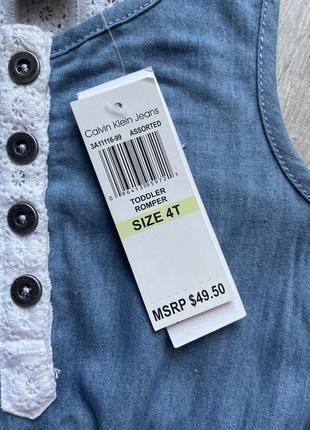 Calvin Klein Jeans
3A11116-99 ASSORTED
TODDLER
ROMPER
SIZE 4T
MSRP $49.50